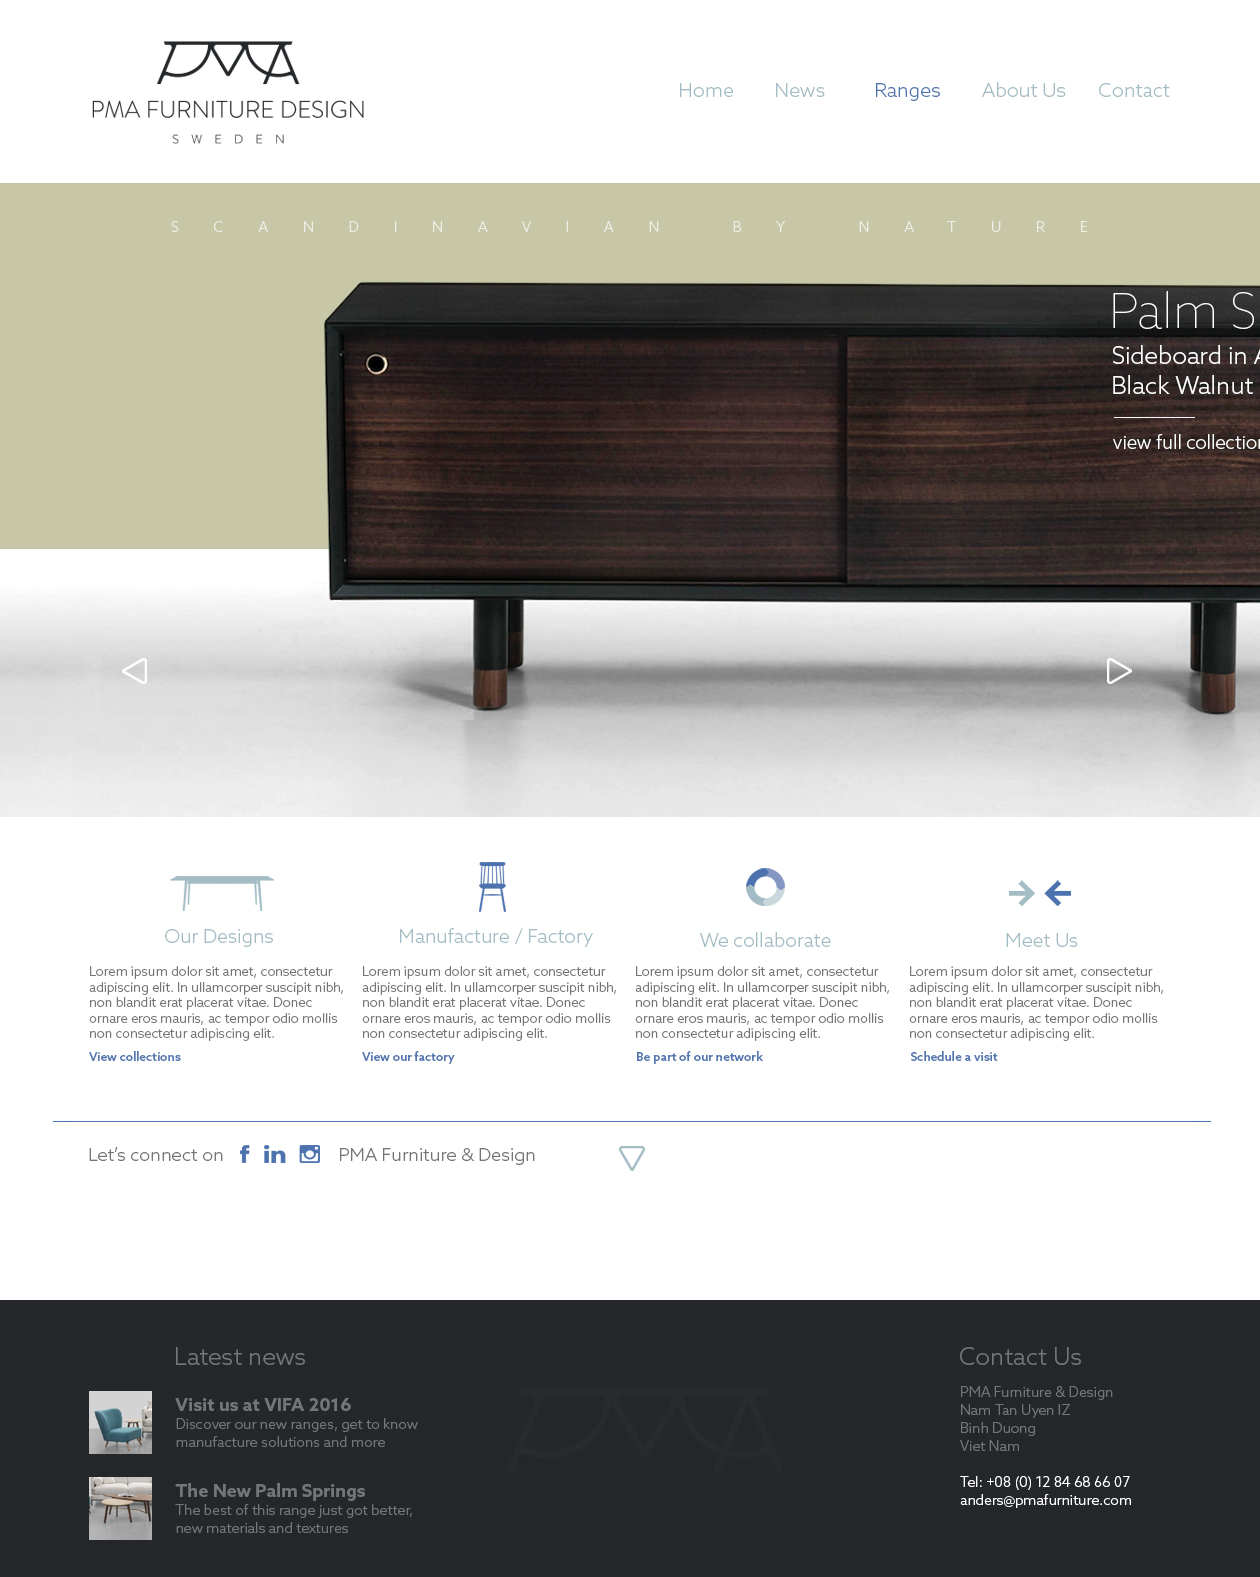 PMA
PMA FURNITURE DESIGN
SWEDEN
Home News Ranges About Us Contact
SCANDINAVIAN BY NATURE
Palm S
Sideboard in A
Black Walnut
view full collection
Our Designs
Lorem ipsum dolor sit amet, consectetur
adipiscing elit. In ullamcorper suscipit nibh,
non blandit erat placerat vitae. Donec
ornare eros mauris, ac tempor odio mollis
non consectetur adipiscing elit.
View collections
Manufacture / Factory
Lorem ipsum dolor sit amet, consectetur
adipiscing elit. In ullamcorper suscipit nibh,
non blandit erat placerat vitae. Donec
ornare eros mauris, ac tempor odio mollis
non consectetur adipiscing elit.
View our factory
We collaborate
Lorem ipsum dolor sit amet, consectetur
adipiscing elit. In ullamcorper suscipit nibh,
non blandit erat placerat vitae. Donec
ornare eros mauris, ac tempor odio mollis
non consectetur adipiscing elit.
Be part of our network
Meet Us
Lorem ipsum dolor sit amet, consectetur
adipiscing elit. In ullamcorper suscipit nibh,
non blandit erat placerat vitae. Donec
ornare eros mauris, ac tempor odio mollis
non consectetur adipiscing elit.
Schedule a visit
Let's connect on f in PMA Furniture & Design
Latest news
Visit us at VIFA 2016
Discover our new ranges, get to know
manufacture solutions and more
The New Palm Springs
The best of this range just got better,
new materials and textures
PMA
Contact Us
PMA Furniture & Design
Nam Tan Uyen IZ
Binh Duong
Viet Nam
Tel: +08 (0) 12 84 68 66 07
anders@pmafurniture.com